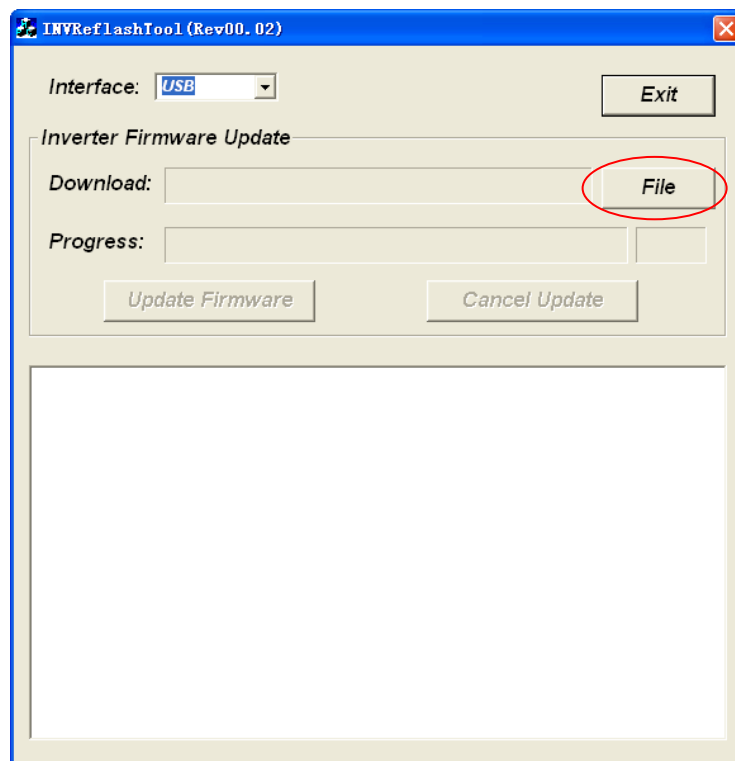 INVReflashTool(Rev00.02)
Interface: USB
Exit
Inverter Firmware Update
Download:
File
Progress:
Update Firmware
Cancel Update